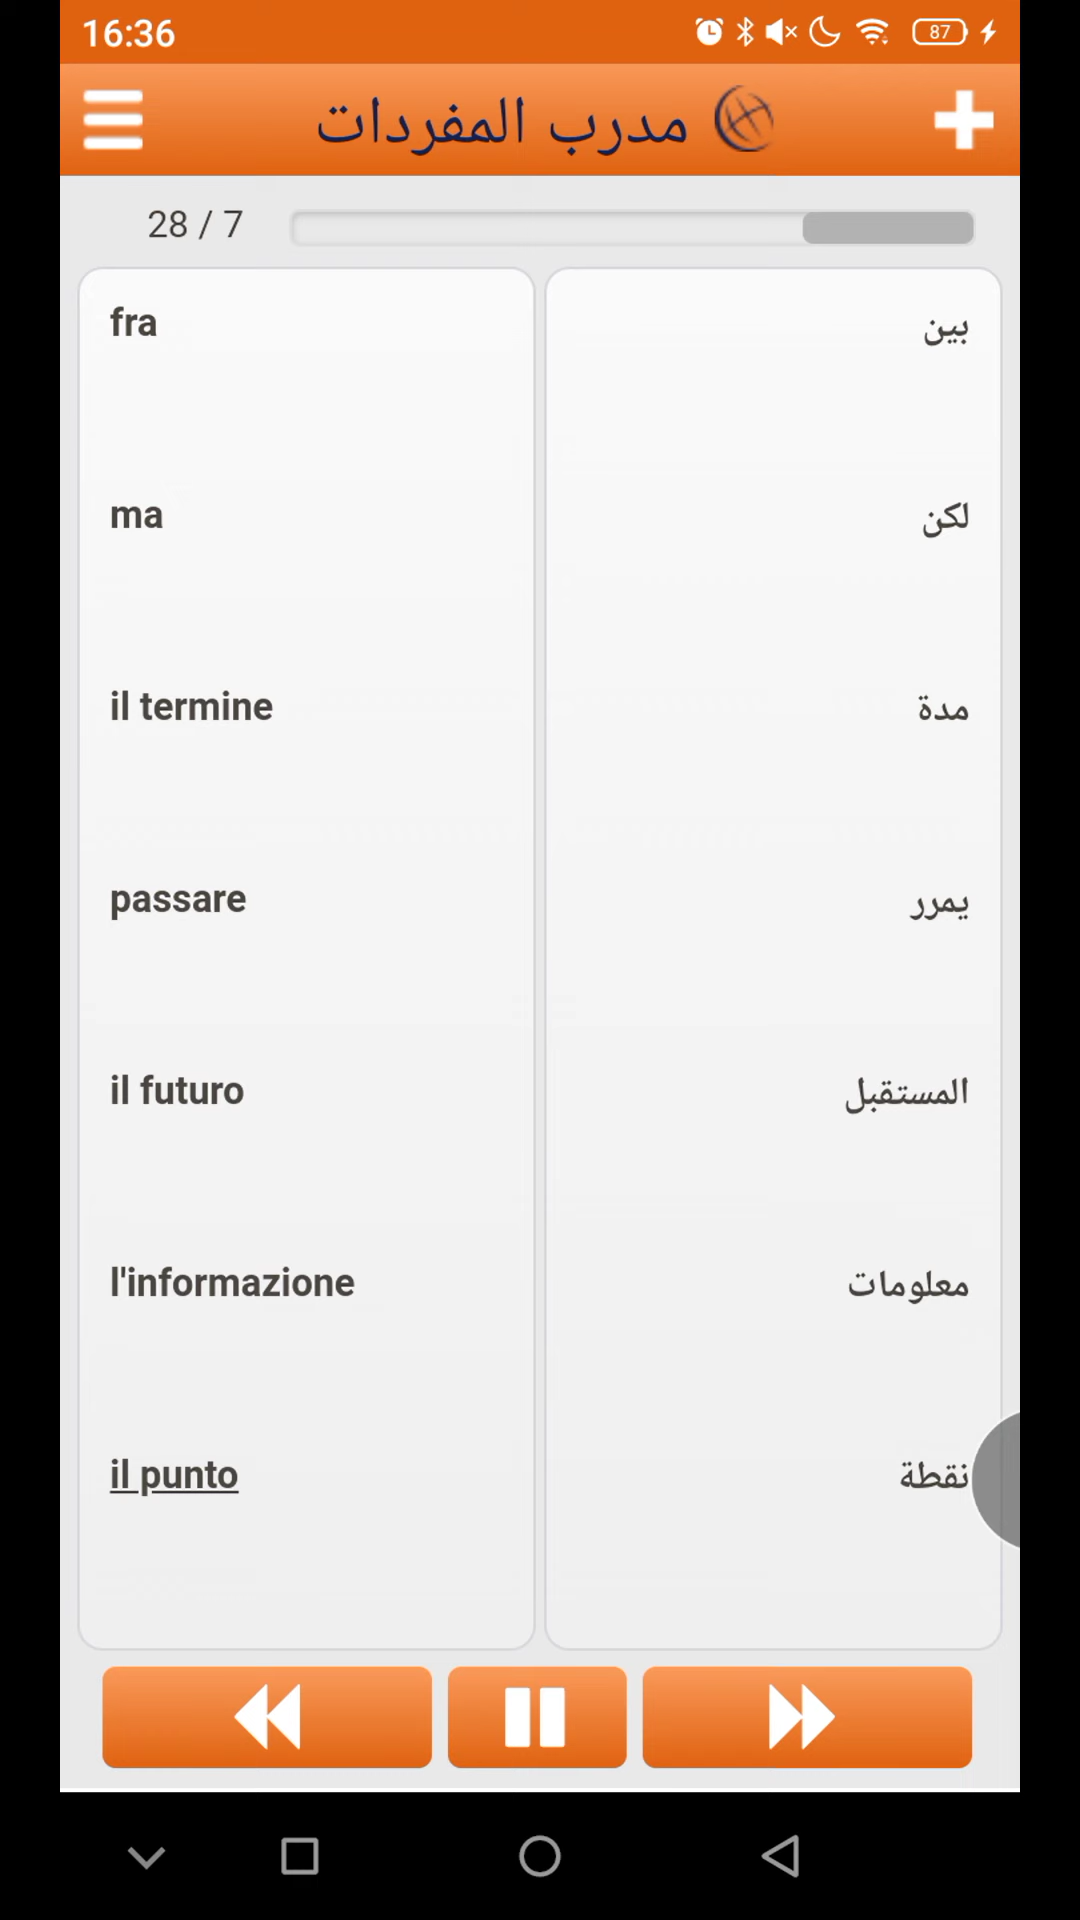 16:36
87
مدرب المفردات
28 / 7
fra
بين
ma
لكن
il termine
مدة
passare
يمرر
il futuro
المستقبل
l'informazione
معلومات
il punto
نقطة